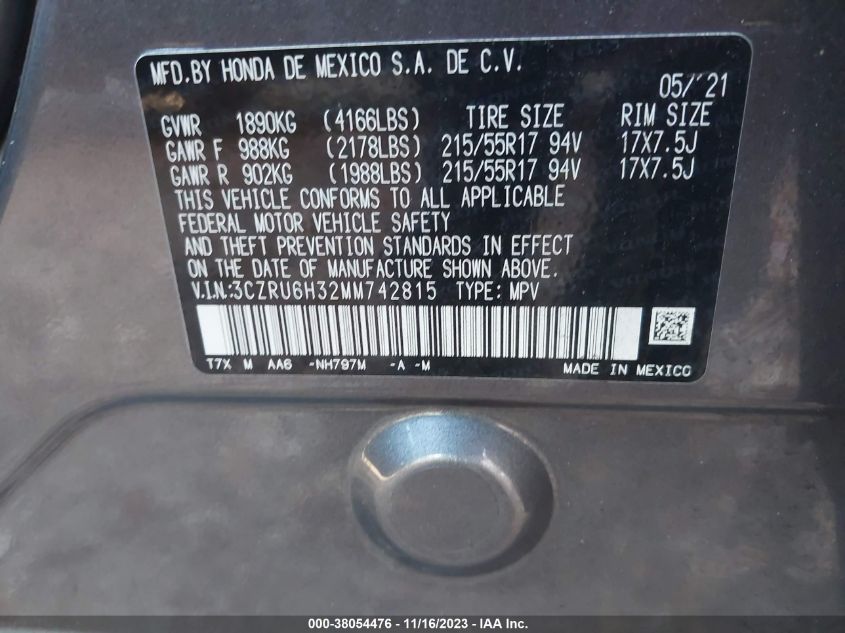 MFD.BY HONDA DE MEXICO S.A. DE C.V.
05/'21
GVWR 1890KG (4166LBS) TIRE SIZE RIM SIZE
GAWR F 988KG (2178LBS) 215/55R17 94V 17X7.5J
GAWR R 902KG (1988LBS) 215/55R17 94V 17X7.5J
THIS VEHICLE CONFORMS TO ALL APPLICABLE
FEDERAL MOTOR VEHICLE SAFETY
AND THEFT PREVENTION STANDARDS IN EFFECT
ON THE DATE OF MANUFACTURE SHOWN ABOVE.
V.I.N:3CZRU6H32MM742815 TYPE: MPV
T7X M AA6 -NH797M -A -M
MADE IN MEXICO
000-38054476 - 11/16/2023 - IAA Inc.